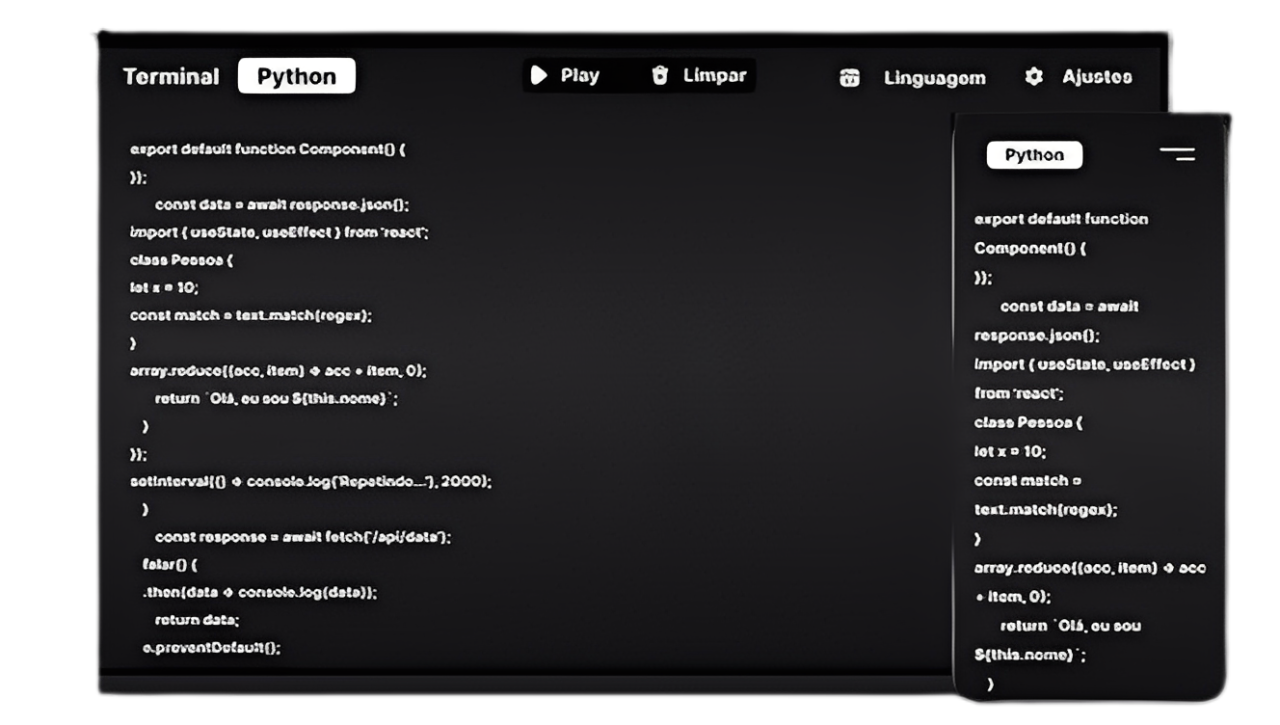 Terminal Python Play Limpar Linguagem Ajustes
export default function Component() {
});
const data = await response.json();
import { useState, useEffect } from 'react';
class Pessoa {
let x = 10;
const match = text.match(regex);
}
array.reduce((acc, item) => acc + item, 0);
return `Olá, eu sou ${this.nome}`;
}
});
setInterval(() => console.log('Repetindo...'), 2000);
}
const response = await fetch('/api/data');
falar() {
.then(data => console.log(data));
return data;
e.preventDefault();
Python
export default function
Component() {
});
const data = await
response.json();
import { useState, useEffect }
from 'react';
class Pessoa {
let x = 10;
const match =
text.match(regex);
}
array.reduce((acc, item) => acc
+ item, 0);
return `Olá, eu sou
${this.nome}`;
}